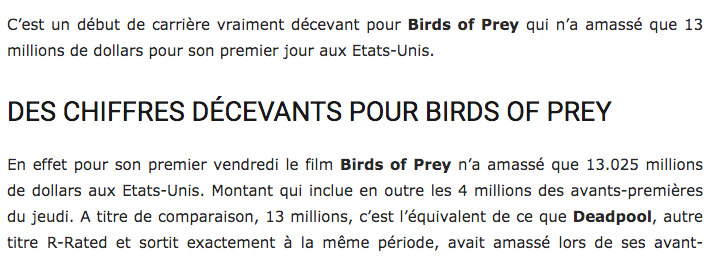 C’est un début de carrière vraiment décevant pour Birds of Prey qui n’a amassé que 13
millions de dollars pour son premier jour aux Etats-Unis.
DES CHIFFRES DÉCEVANTS POUR BIRDS OF PREY
En effet pour son premier vendredi le film Birds of Prey n’a amassé que 13.025 millions
de dollars aux Etats-Unis. Montant qui inclue en outre les 4 millions des avants-premières
du jeudi. A titre de comparaison, 13 millions, c’est l’équivalent de ce que Deadpool, autre
titre R-Rated et sortit exactement à la même période, avait amassé lors de ses avant-